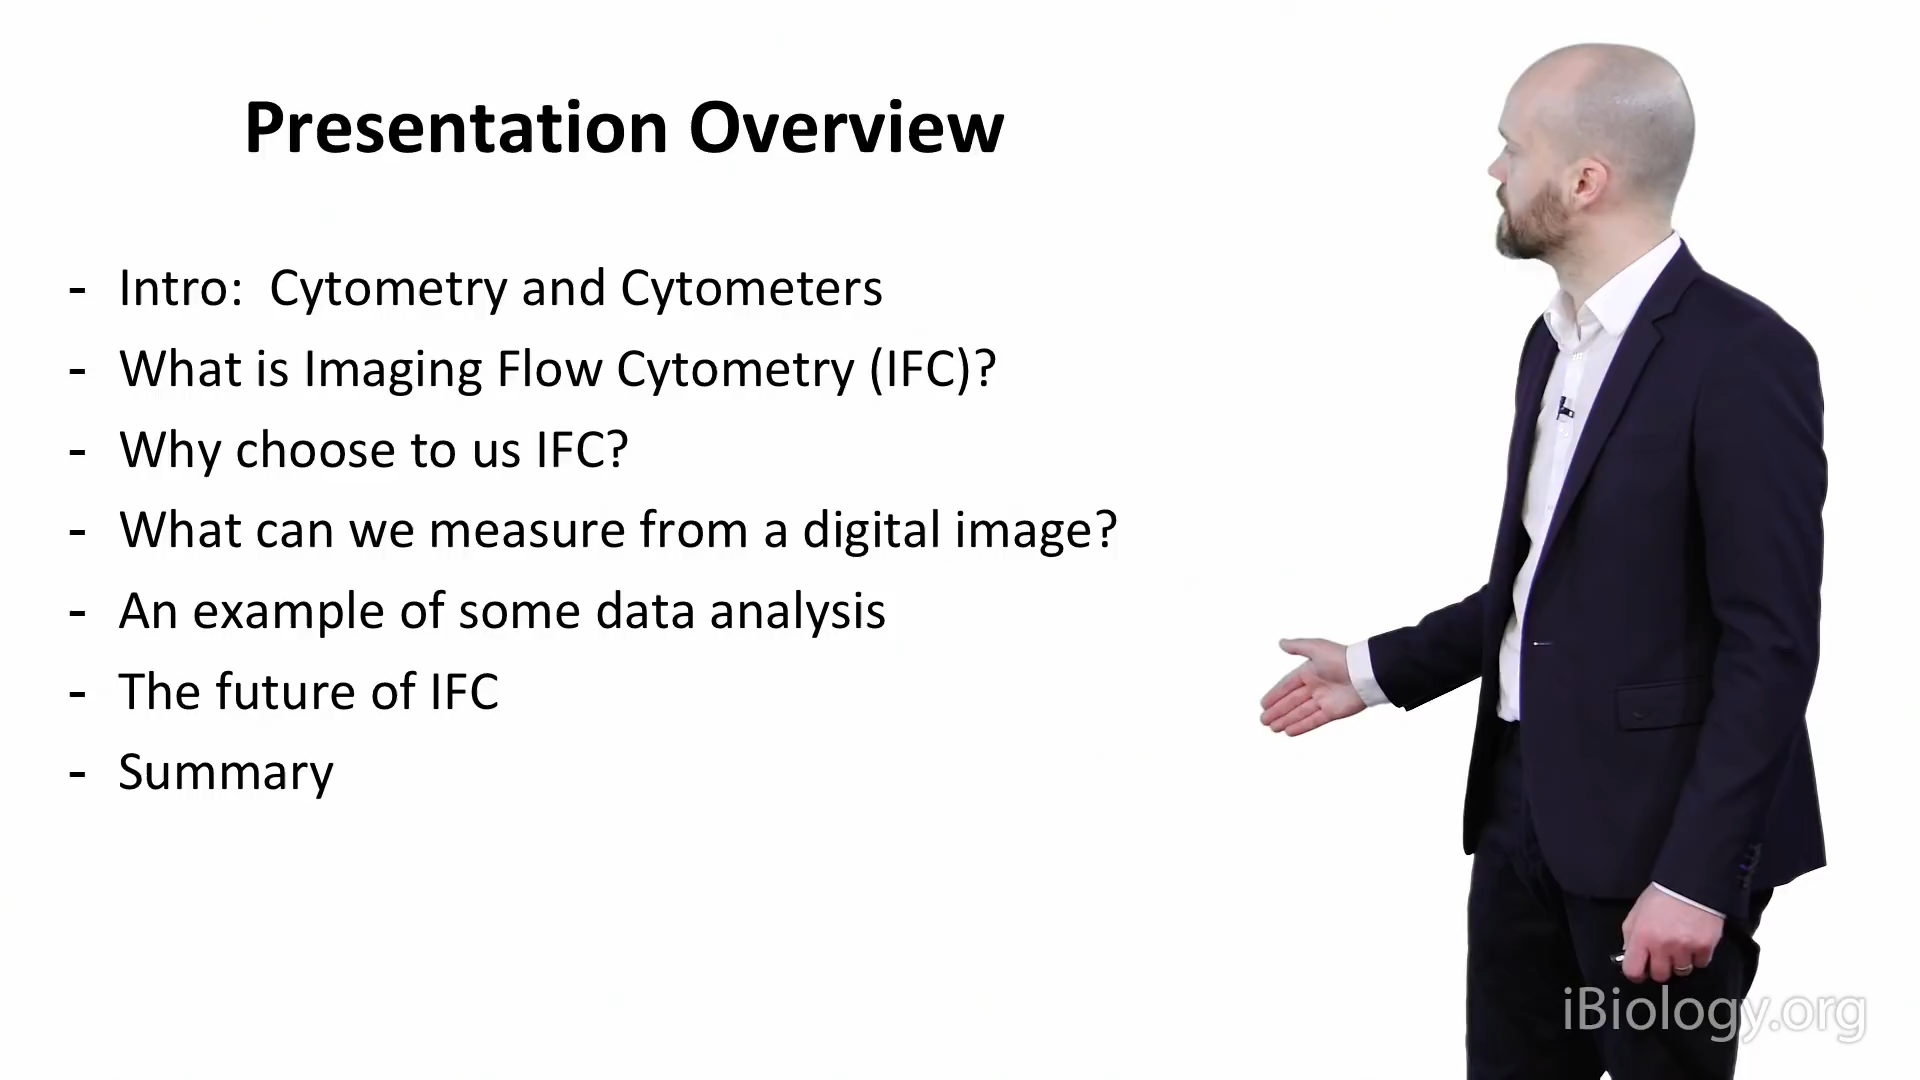 Presentation Overview
- Intro: Cytometry and Cytometers
- What is Imaging Flow Cytometry (IFC)?
- Why choose to us IFC?
- What can we measure from a digital image?
- An example of some data analysis
- The future of IFC
- Summary
iBiology.org